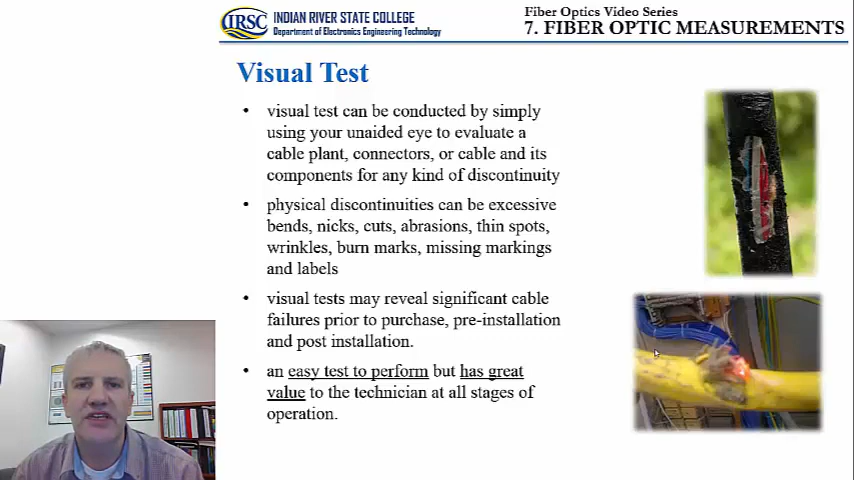 IRSC
INDIAN RIVER STATE COLLEGE
Department of Electronics Engineering Technology
Fiber Optics Video Series
7. FIBER OPTIC MEASUREMENTS
Visual Test
• visual test can be conducted by simply
using your unaided eye to evaluate a
cable plant, connectors, or cable and its
components for any kind of discontinuity
• physical discontinuities can be excessive
bends, nicks, cuts, abrasions, thin spots,
wrinkles, burn marks, missing markings
and labels
• visual tests may reveal significant cable
failures prior to purchase, pre-installation
and post installation.
• an easy test to perform but has great
value to the technician at all stages of
operation.